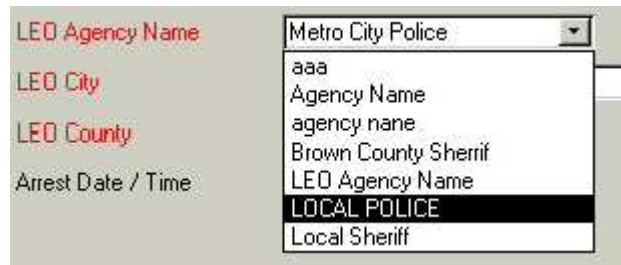 LEO Agency Name
Metro City Police
LEO City
LEO County
Arrest Date / Time
aaa
Agency Name
agency nane
Brown County Sherrif
LEO Agency Name
LOCAL POLICE
Local Sheriff